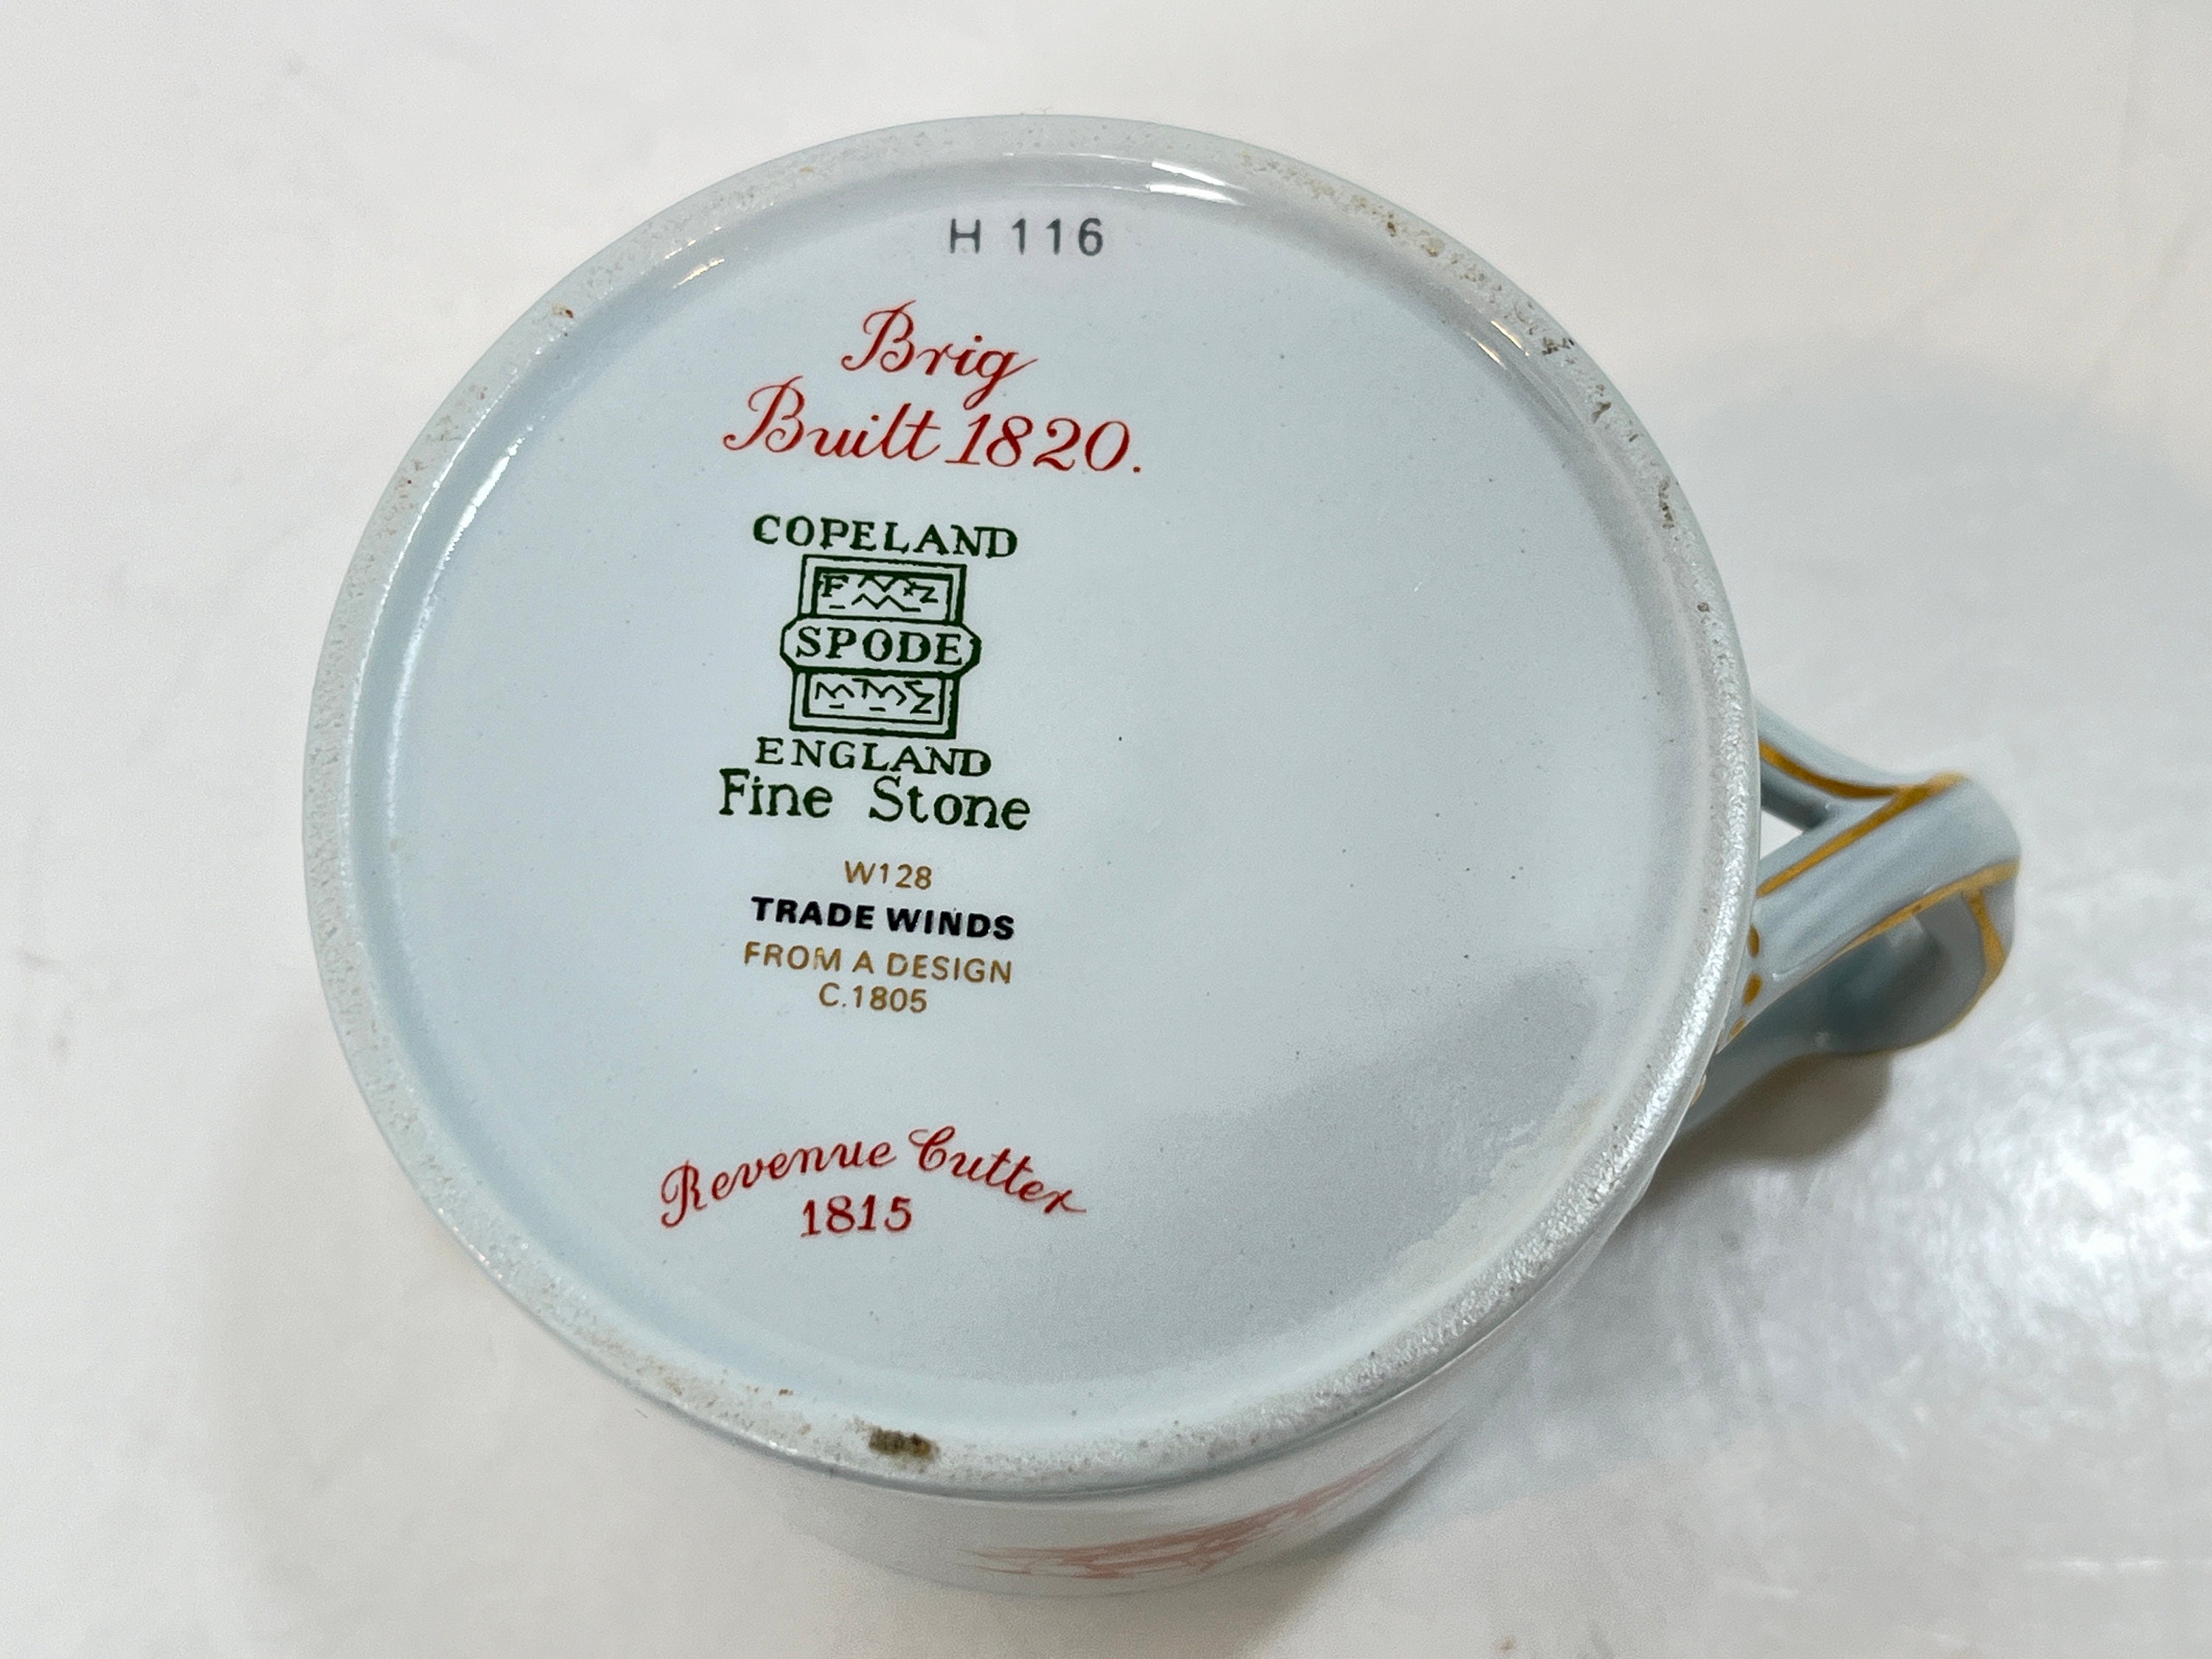 H 116
Brig
Built 1820.
COPELAND
SPODE
ENGLAND
Fine Stone
W128
TRADE WINDS
FROM A DESIGN
C.1805
Revenue Cutter
1815